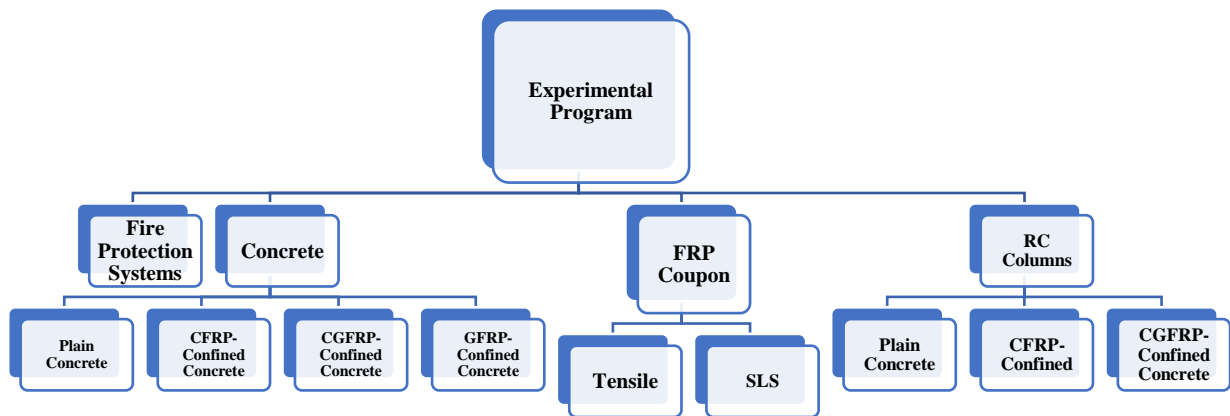 Experimental
Program
Fire
Protection
Systems
Concrete
FRP
Coupon
RC
Columns
Plain
Concrete
CFRP-
Confined
Concrete
CGFRP-
Confined
Concrete
GFRP-
Confined
Concrete
Tensile
SLS
Plain
Concrete
CFRP-
Confined
CGFRP-
Confined
Concrete